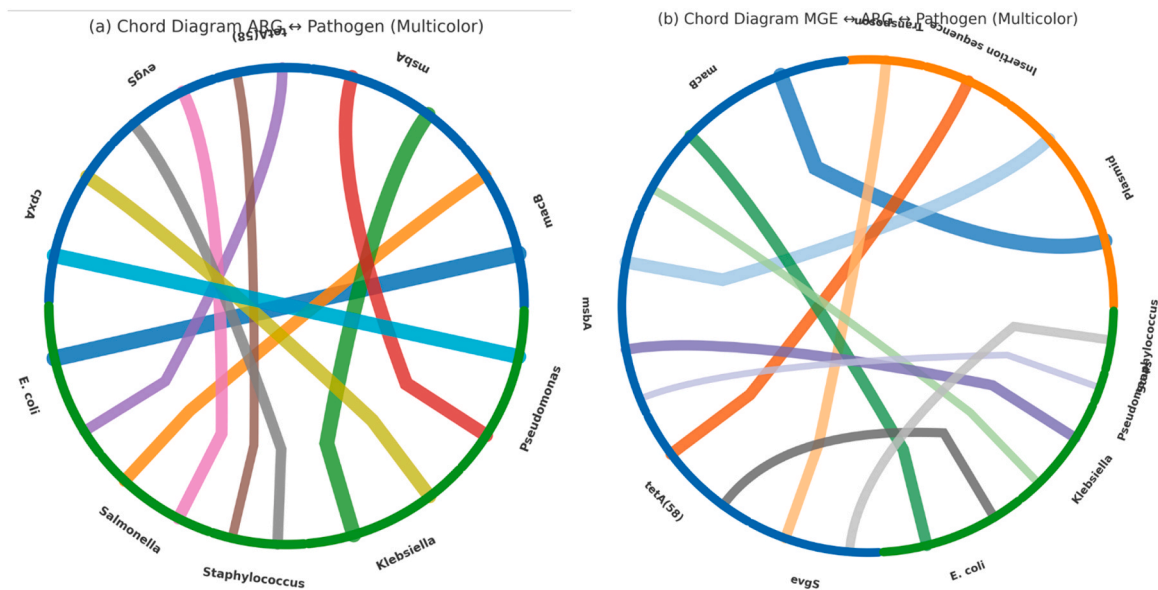 (a) Chord Diagram ARG ↔ Pathogen (Multicolor)
tetA(58)
evgS
msbA
cpxA
macB
E. coli
Pseudomonas
Salmonella
Klebsiella
Staphylococcus
(b) Chord Diagram MGE ↔ ARG ↔ Pathogen (Multicolor)
Transposon
Insertion sequence
macB
Plasmid
msbA
Staphylococcus
Pseudomonas
Klebsiella
tetA(58)
E. coli
evgS